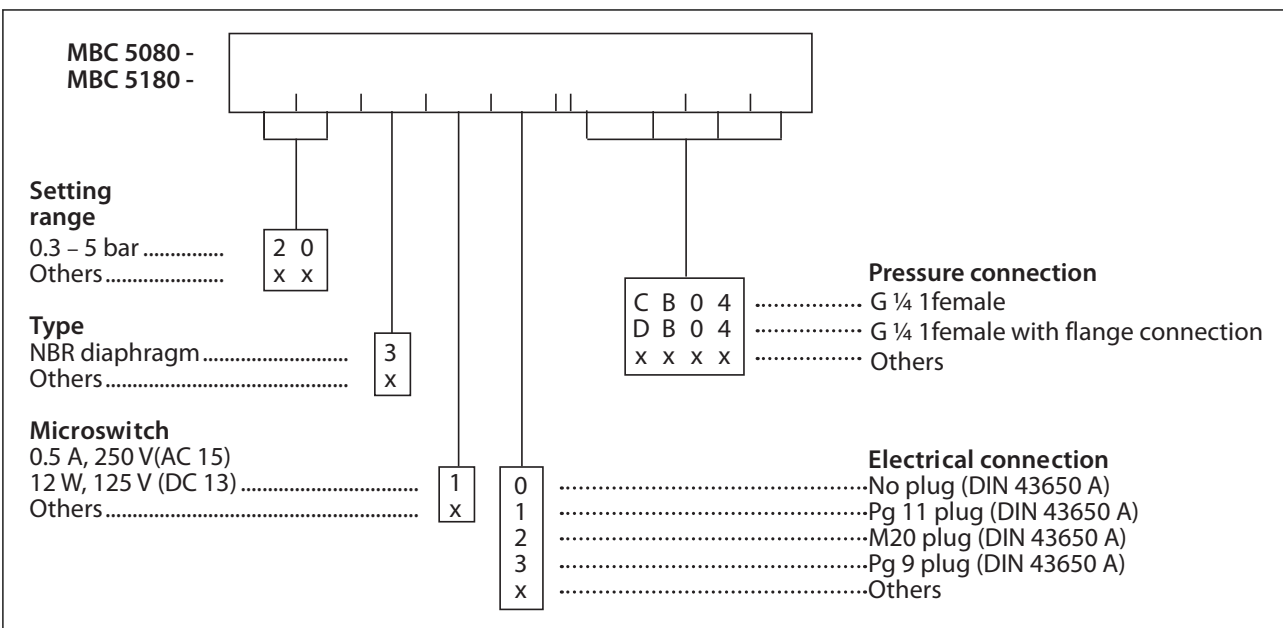 MBC 5080 -
MBC 5180 -
Setting
range
0.3 – 5 bar ............... 2 0
Others ...................... x x
Type
NBR diaphragm ........................... 3
Others ............................................. x
Microswitch
0.5 A, 250 V(AC 15)
12 W, 125 V (DC 13) ................................. 1
Others ........................................................... x
Pressure connection
C B 0 4 ................. G ¼ 1female
D B 0 4 ................. G ¼ 1female with flange connection
x x x x ................. Others
Electrical connection
0 ................................................No plug (DIN 43650 A)
1 ................................................Pg 11 plug (DIN 43650 A)
2 ................................................M20 plug (DIN 43650 A)
3 ................................................Pg 9 plug (DIN 43650 A)
x ................................................Others